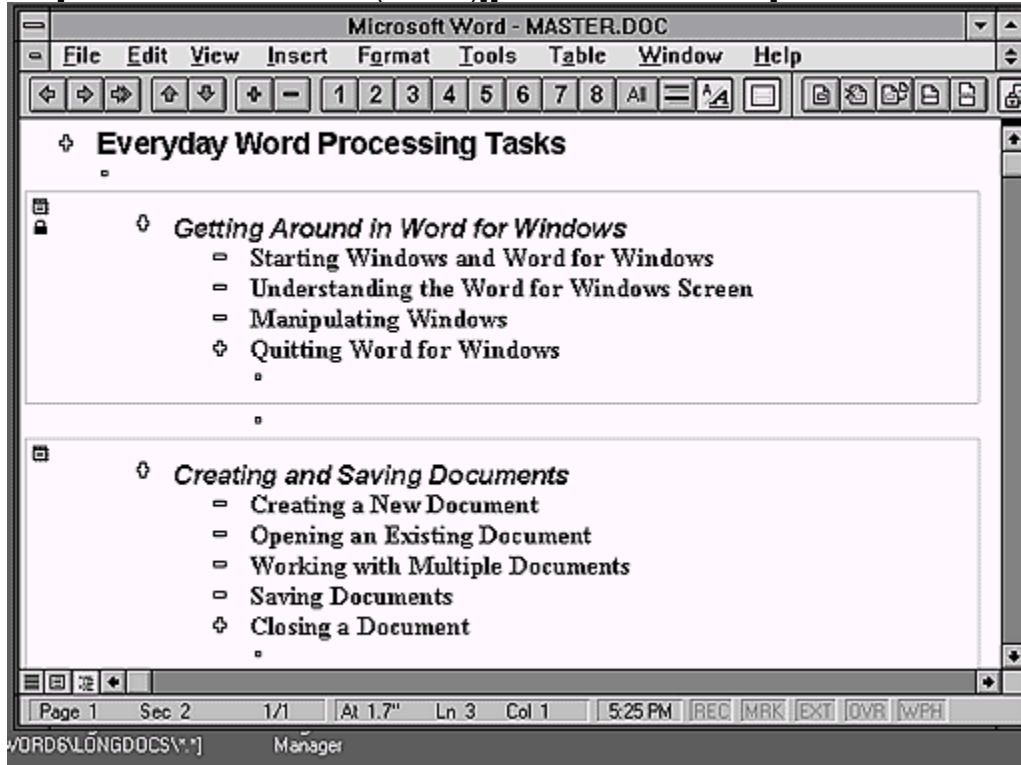 Microsoft Word - MASTER.DOC
File Edit View Insert Format Tools Table Window Help
1 2 3 4 5 6 7 8 All A A
Everyday Word Processing Tasks
Getting Around in Word for Windows
Starting Windows and Word for Windows
Understanding the Word for Windows Screen
Manipulating Windows
Quitting Word for Windows
Creating and Saving Documents
Creating a New Document
Opening an Existing Document
Working with Multiple Documents
Saving Documents
Closing a Document
Page 1 Sec 2 1/1 At 1.7" Ln 3 Col 1 5:25 PM REC MRK EXT OVR WPH
WORD6\LONGDOCS\*.*] Manager